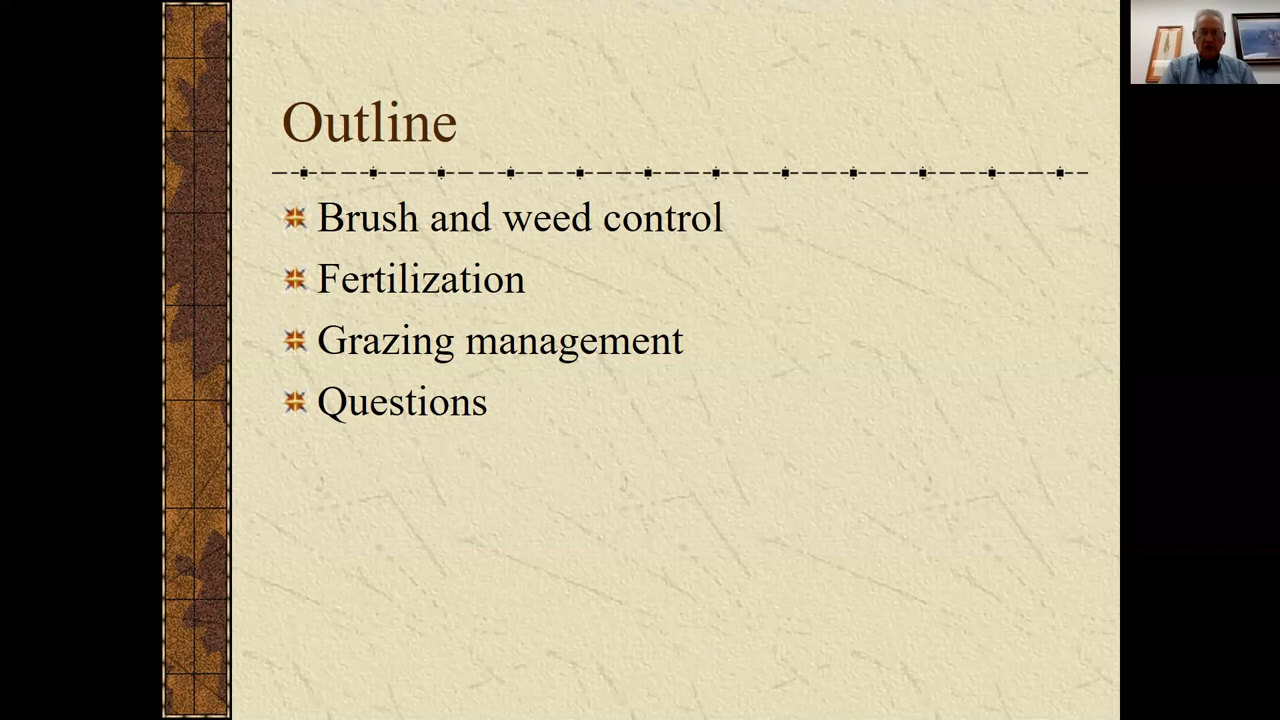 Outline
Brush and weed control
Fertilization
Grazing management
Questions